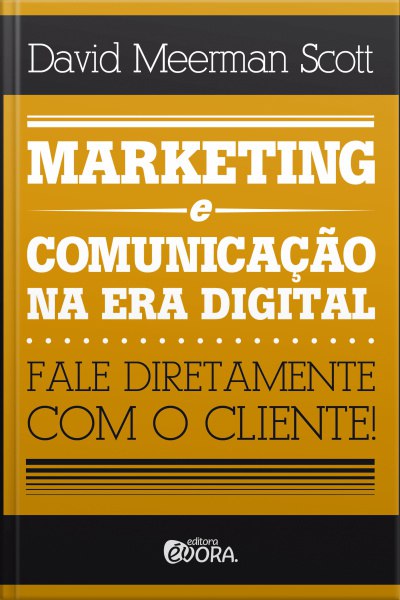 David Meerman Scott
MARKETING
e
COMUNICAÇÃO
NA ERA DIGITAL
FALE DIRETAMENTE
COM O CLIENTE!
editora
éVORA.